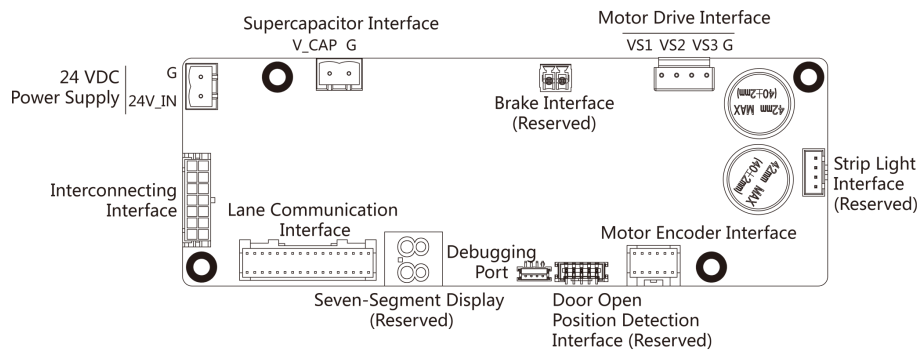 Supercapacitor Interface
V_CAP G
Motor Drive Interface
VS1 VS2 VS3 G
24 VDC
Power Supply
G
24V_IN
Brake Interface
(Reserved)
42mm MAX
(40±2mm)
42mm MAX
(40±2mm)
Strip Light
Interface
(Reserved)
Interconnecting
Interface
Lane Communication
Interface
Debugging
Port
Motor Encoder Interface
Seven-Segment Display
(Reserved)
Door Open
Position Detection
Interface (Reserved)